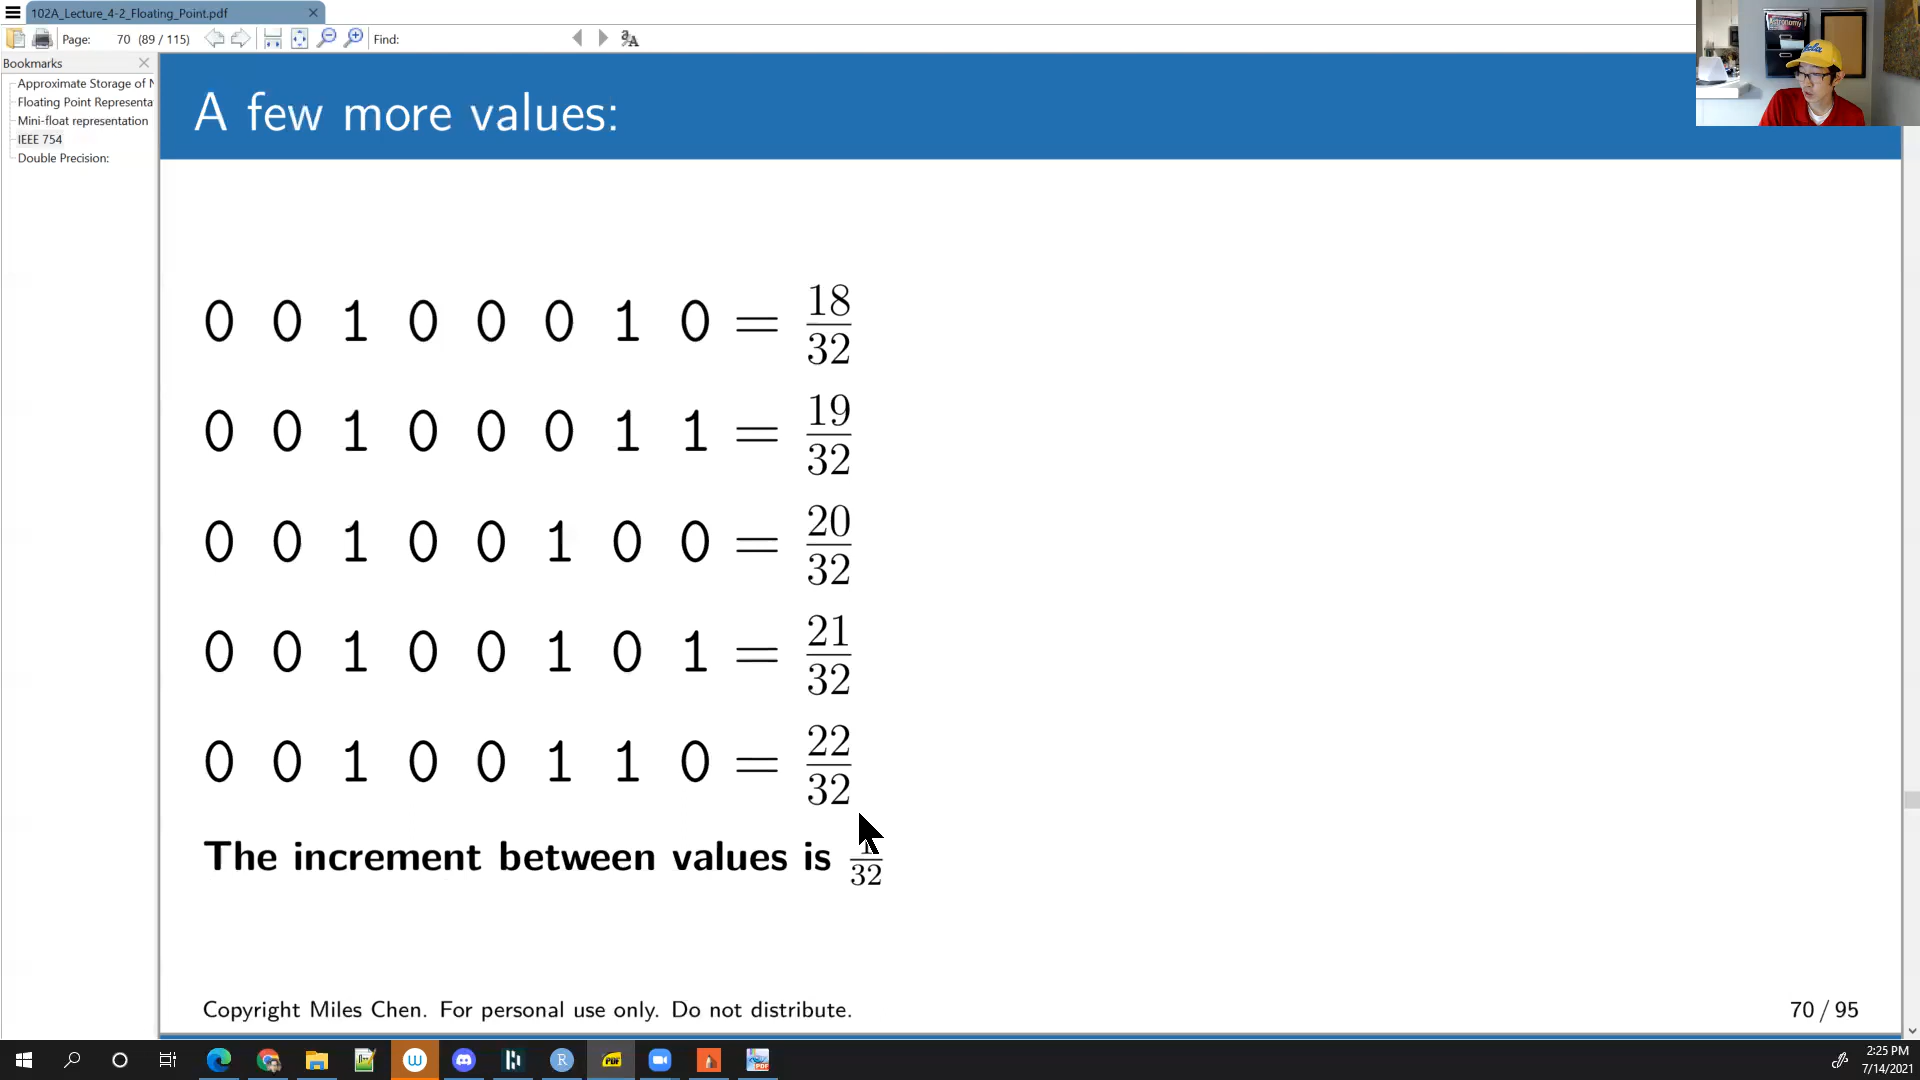 102A_Lecture_4-2_Floating_Point.pdf
Page: 70 (89 / 115) Find:
Bookmarks
Approximate Storage of N
Floating Point Representa
Mini-float representation
IEEE 754
Double Precision:
A few more values:
0 0 1 0 0 0 1 0 = 18/32
0 0 1 0 0 0 1 1 = 19/32
0 0 1 0 0 1 0 0 = 20/32
0 0 1 0 0 1 0 1 = 21/32
0 0 1 0 0 1 1 0 = 22/32
The increment between values is 1/32
Copyright Miles Chen. For personal use only. Do not distribute.
70 / 95
2:25 PM
7/14/2021